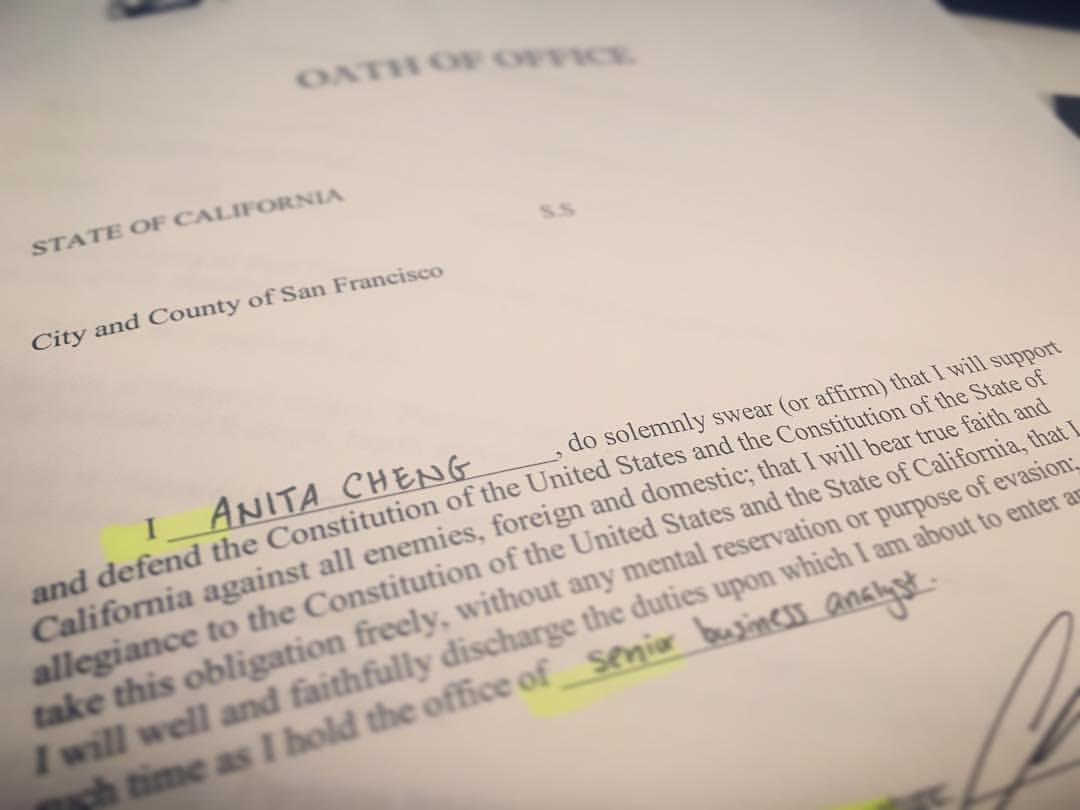 OATH OF OFFICE
STATE OF CALIFORNIA
S.S
City and County of San Francisco
I ANITA CHENG, do solemnly swear (or affirm) that I will support
and defend the Constitution of the United States and the Constitution of the State of
California against all enemies, foreign and domestic; that I will bear true faith and
allegiance to the Constitution of the United States and the State of California, that I
take this obligation freely, without any mental reservation or purpose of evasion;
I will well and faithfully discharge the duties upon which I am about to enter
such time as I hold the office of senior business analyst.